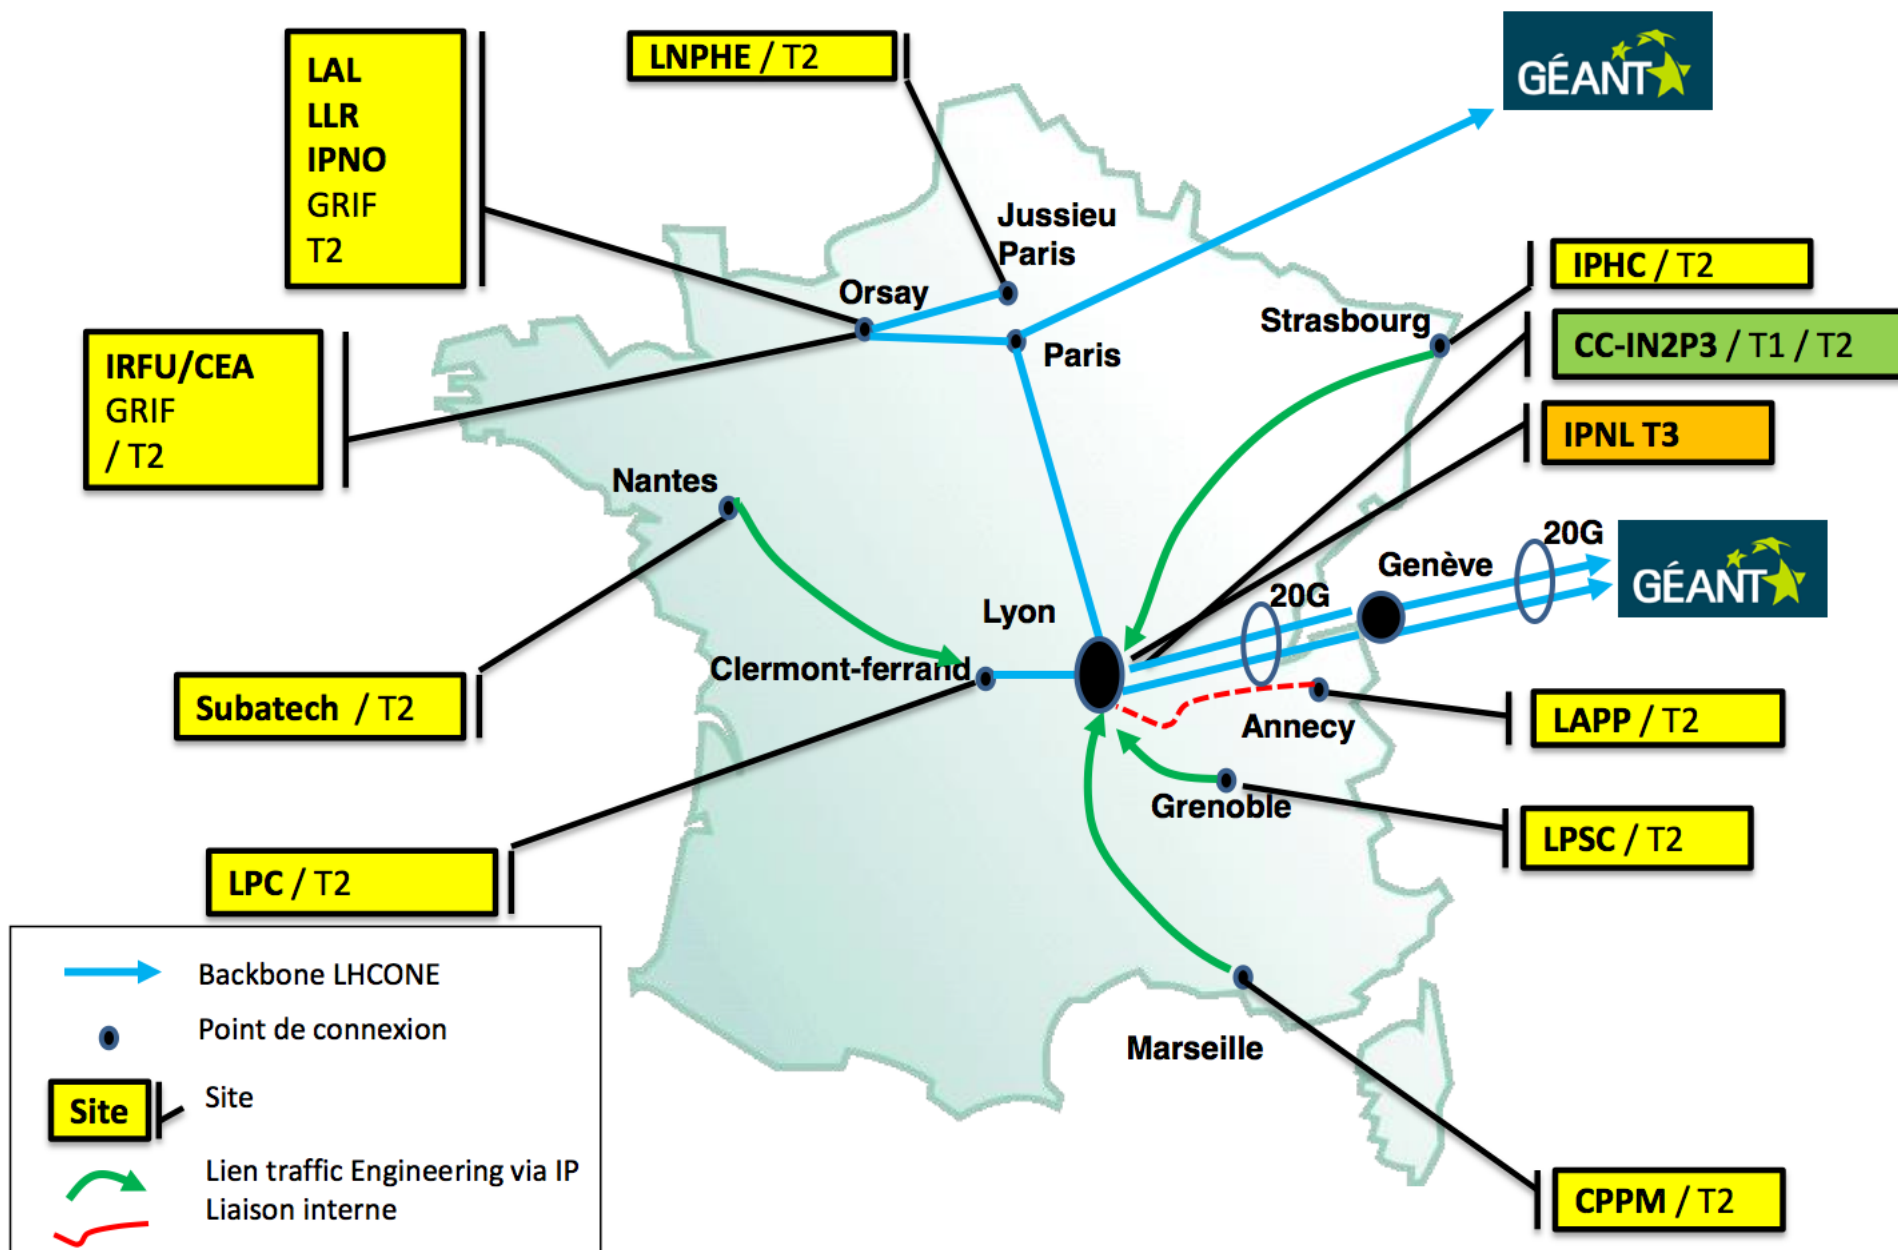 LAL
LLR
IPNO
GRIF
T2
LNPHE / T2
GÉANT
Jussieu
Paris
Orsay
Paris
Strasbourg
IPHC / T2
CC-IN2P3 / T1 / T2
IPNL T3
IRFU/CEA
GRIF
/ T2
Nantes
20G
Genève
GÉANT
20G
Lyon
Clermont-ferrand
Subatech / T2
Annecy
LAPP / T2
Grenoble
LPSC / T2
LPC / T2
Marseille
CPPM / T2
Backbone LHCONE
Point de connexion
Site
Site
Lien traffic Engineering via IP
Liaison interne